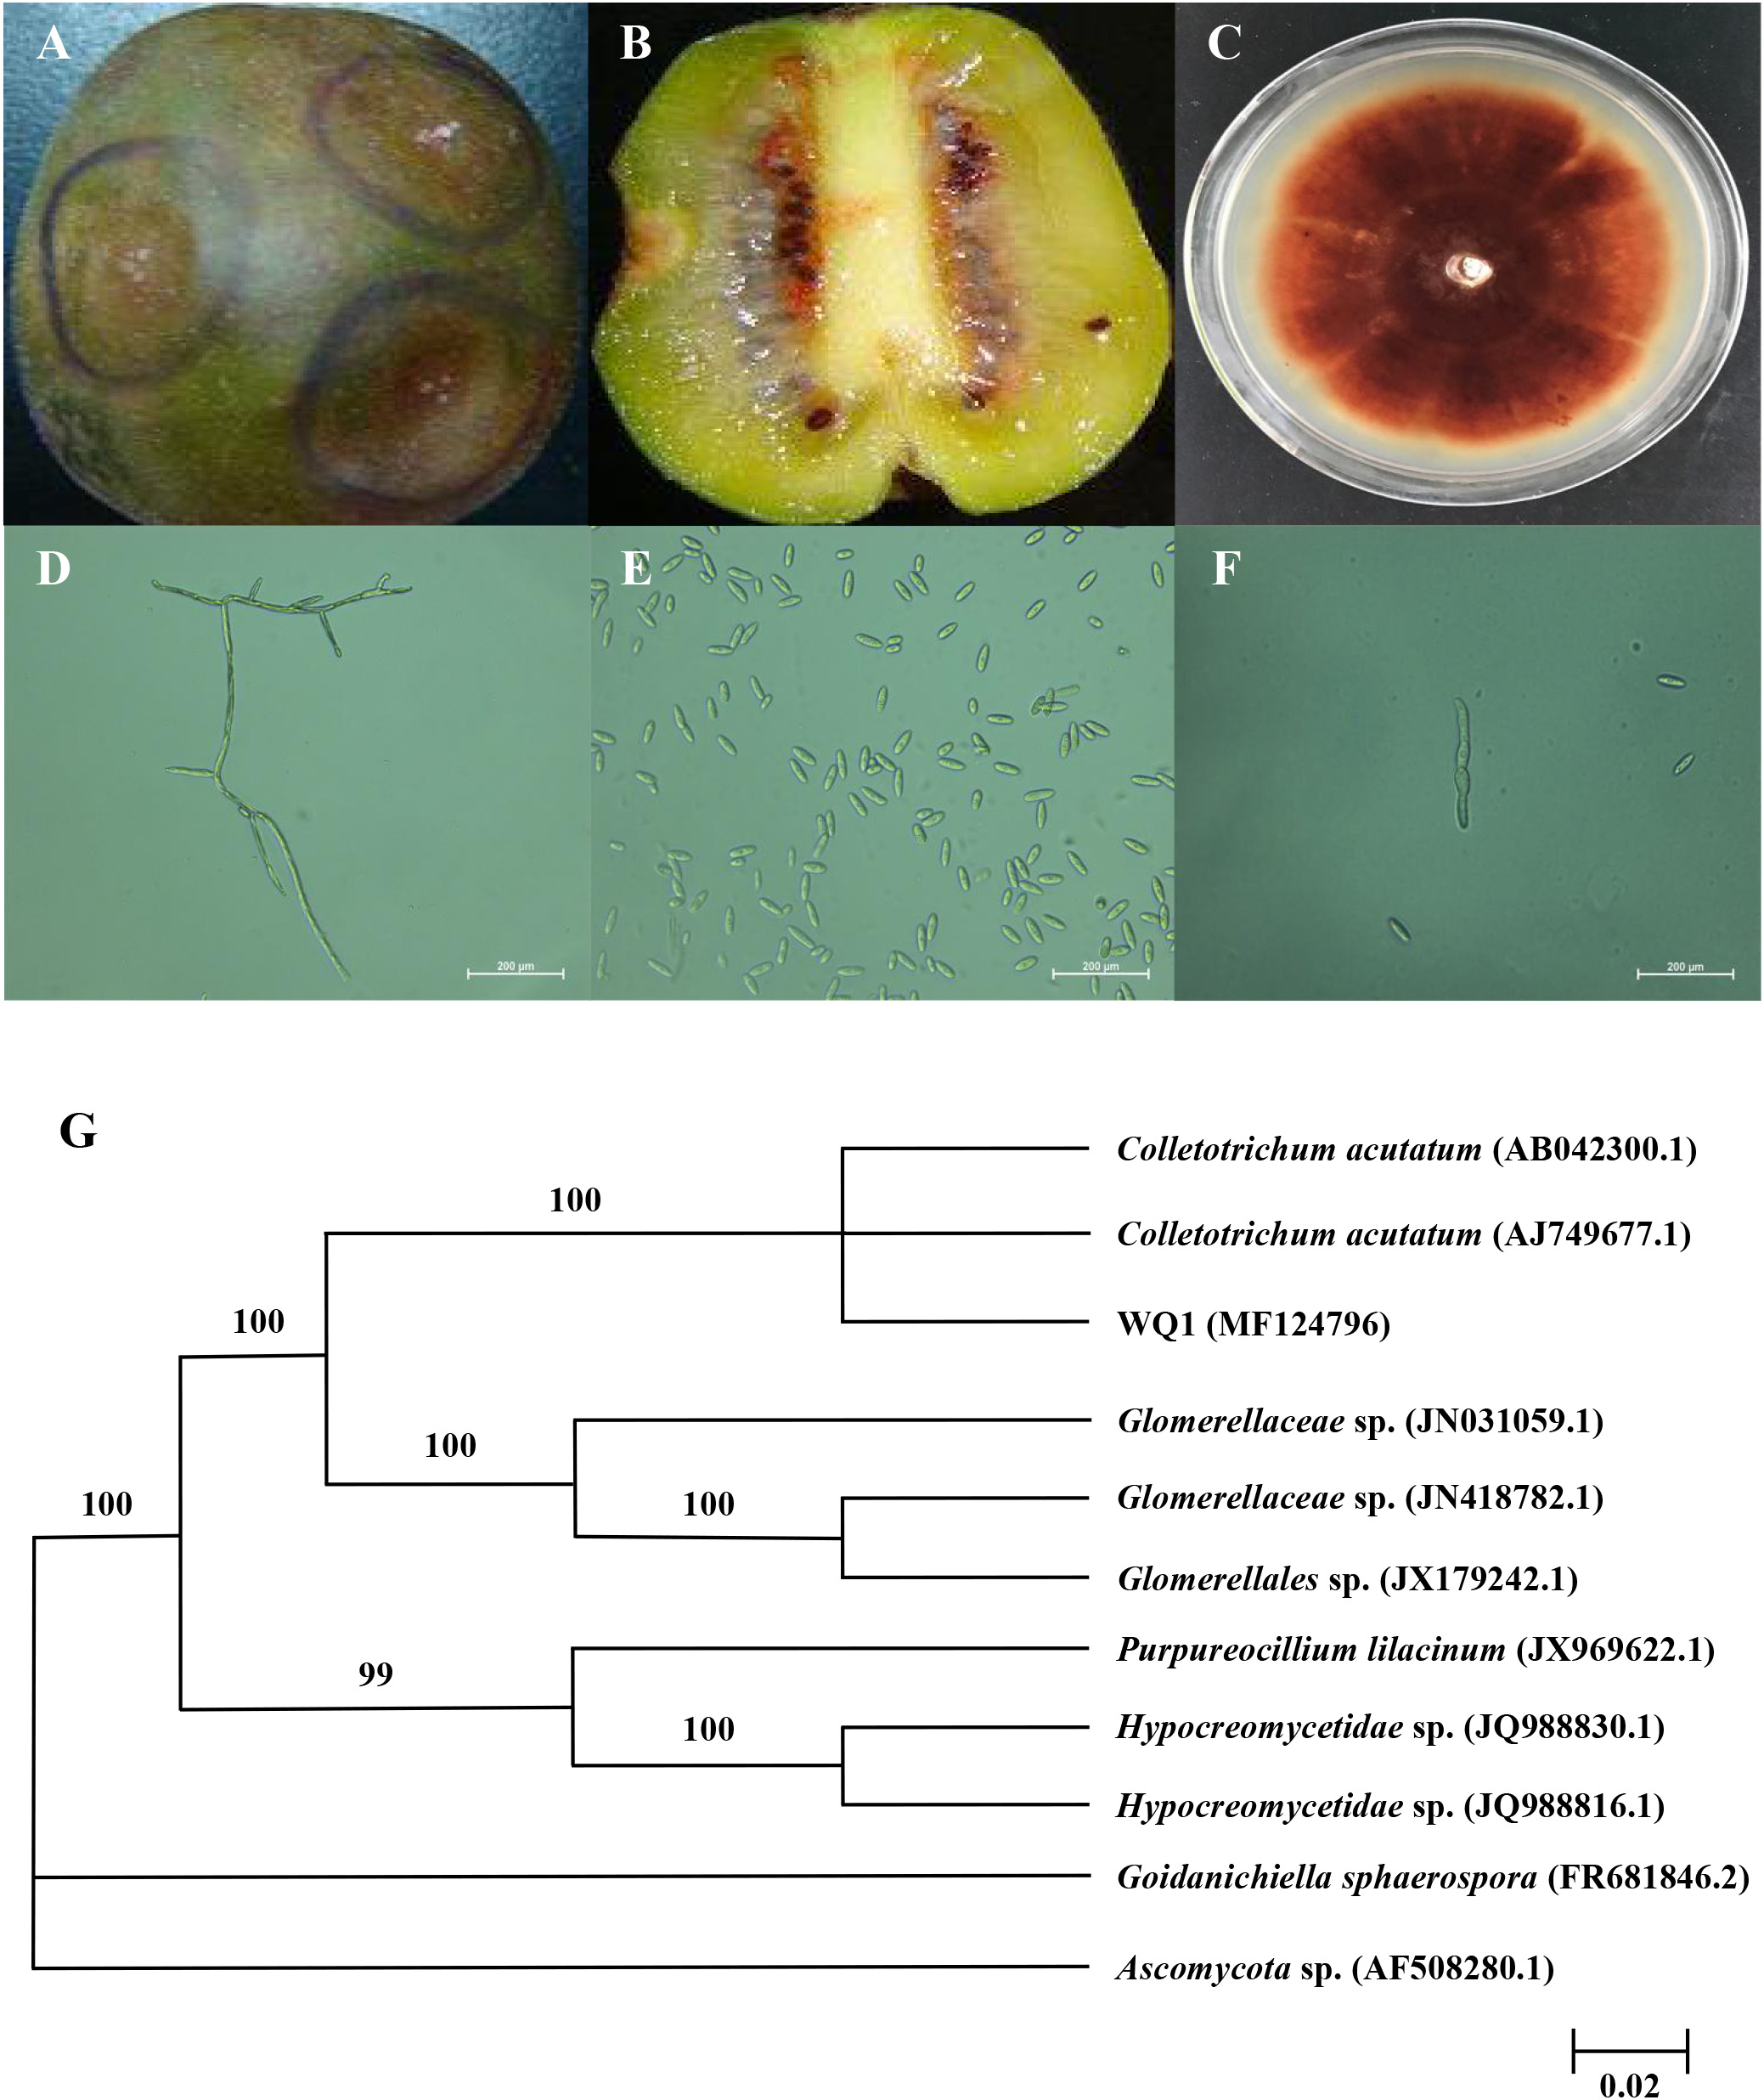 A
B
C
D
E
F
200 µm
200 µm
200 µm
G
100
Colletotrichum acutatum (AB042300.1)
Colletotrichum acutatum (AJ749677.1)
100
WQ1 (MF124796)
100
Glomerellaceae sp. (JN031059.1)
100
100
Glomerellaceae sp. (JN418782.1)
Glomerellales sp. (JX179242.1)
99
Purpureocillium lilacinum (JX969622.1)
100
Hypocreomycetidae sp. (JQ988830.1)
Hypocreomycetidae sp. (JQ988816.1)
Goidanichiella sphaerospora (FR681846.2)
Ascomycota sp. (AF508280.1)
0.02